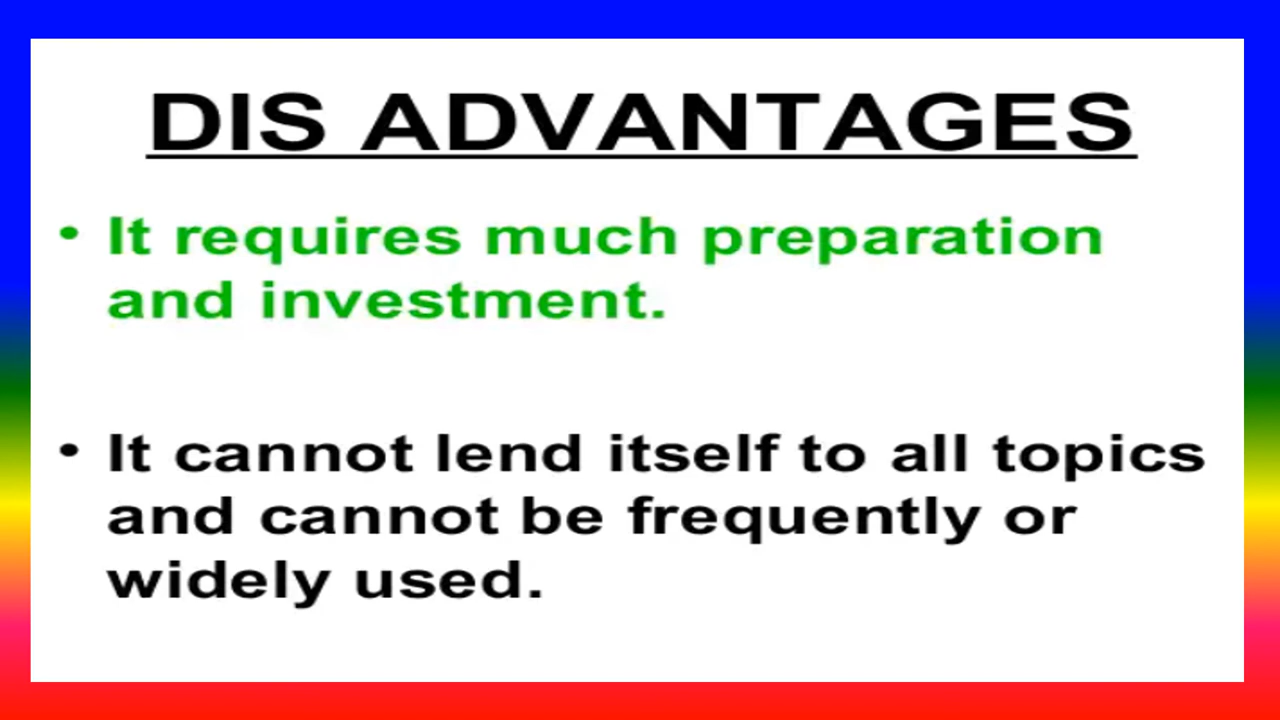 DIS ADVANTAGES
• It requires much preparation
and investment.
• It cannot lend itself to all topics
and cannot be frequently or
widely used.